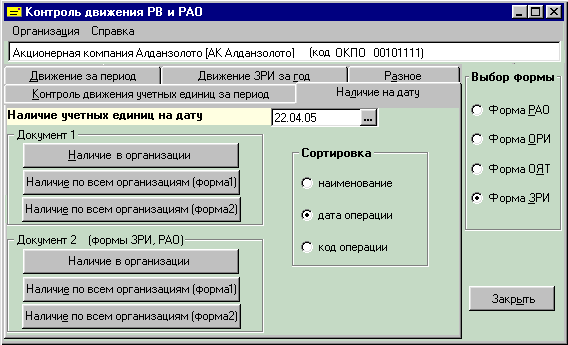 Контроль движения РВ и РАО
Организация Справка
Акционерная компания Алданзолото [АК Алданзолото] (код ОКПО 00101111)
Движение за период Движение ЗРИ за год Разное
Контроль движения учетных единиц за период Наличие на дату
Наличие учетных единиц на дату 22.04.05 ...
Документ 1
Наличие в организации
Наличие по всем организациям (форма1)
Наличие по всем организациям (форма2)
Документ 2 (формы ЗРИ, РАО)
Наличие в организации
Наличие по всем организациям (форма1)
Наличие по всем организациям (форма2)
Сортировка
наименование
дата операции
код операции
Выбор формы
Форма РАО
Форма ОРИ
Форма ОЯТ
Форма ЗРИ
Закрыть